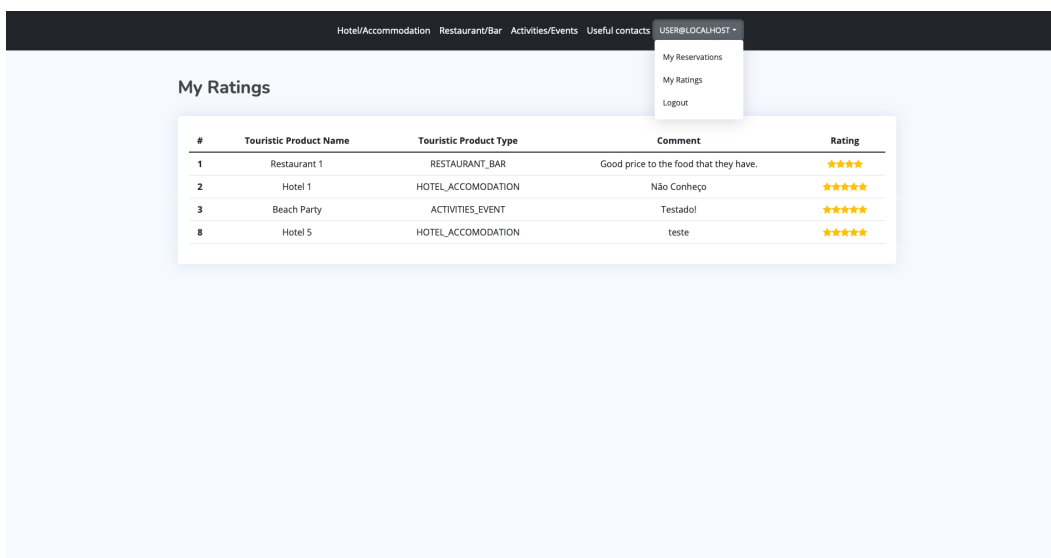 Hotel/Accommodation Restaurant/Bar Activities/Events Useful contacts USER@LOCALHOST
My Reservations
My Ratings
Logout
My Ratings
# Touristic Product Name Touristic Product Type Comment Rating
1 Restaurant 1 RESTAURANT_BAR Good price to the food that they have.
2 Hotel 1 HOTEL_ACCOMODATION Não Conheço
3 Beach Party ACTIVITIES_EVENT Testado!
8 Hotel 5 HOTEL_ACCOMODATION teste